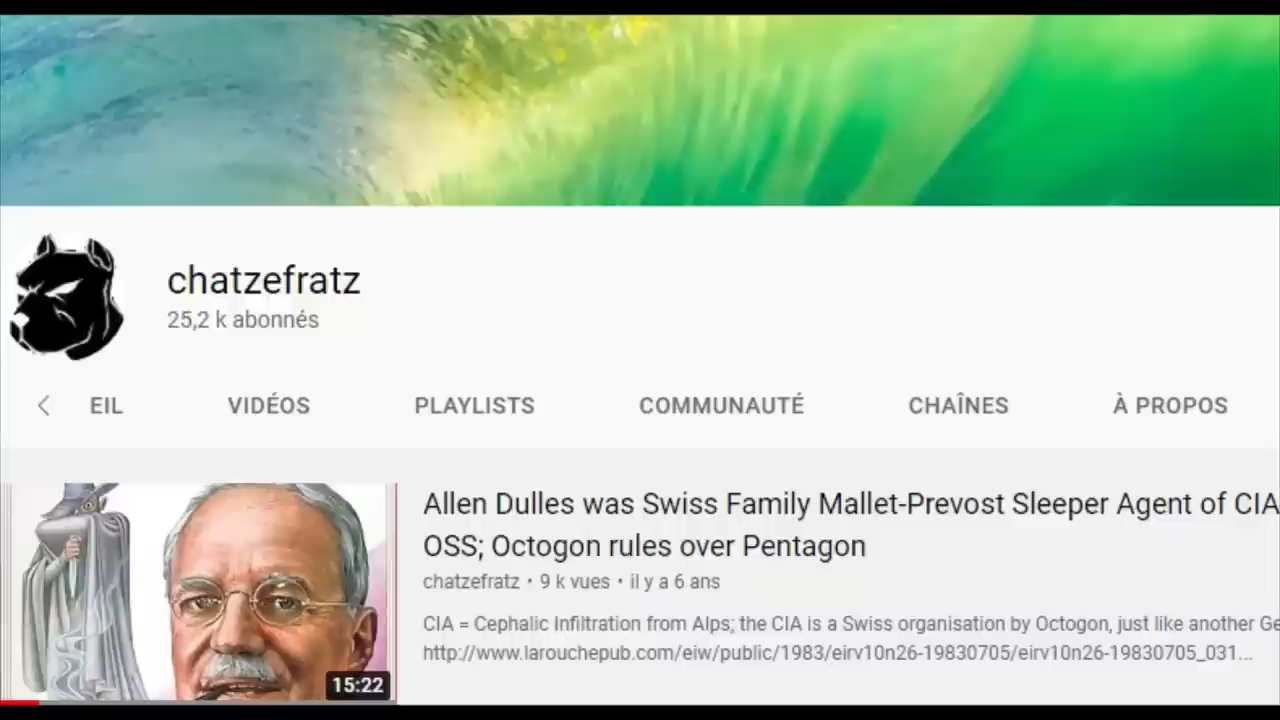 chatzefratz
25,2 k abonnés
EIL VIDÉOS PLAYLISTS COMMUNAUTÉ CHAÎNES À PROPOS
Allen Dulles was Swiss Family Mallet-Prevost Sleeper Agent of CIA
OSS; Octogon rules over Pentagon
chatzefratz • 9 k vues • il y a 6 ans
CIA = Cephalic Infiltration from Alps; the CIA is a Swiss organisation by Octogon, just like another Ge
http://www.larouchepub.com/eiw/public/1983/eirv10n26-19830705/eirv10n26-19830705_031...
15:22